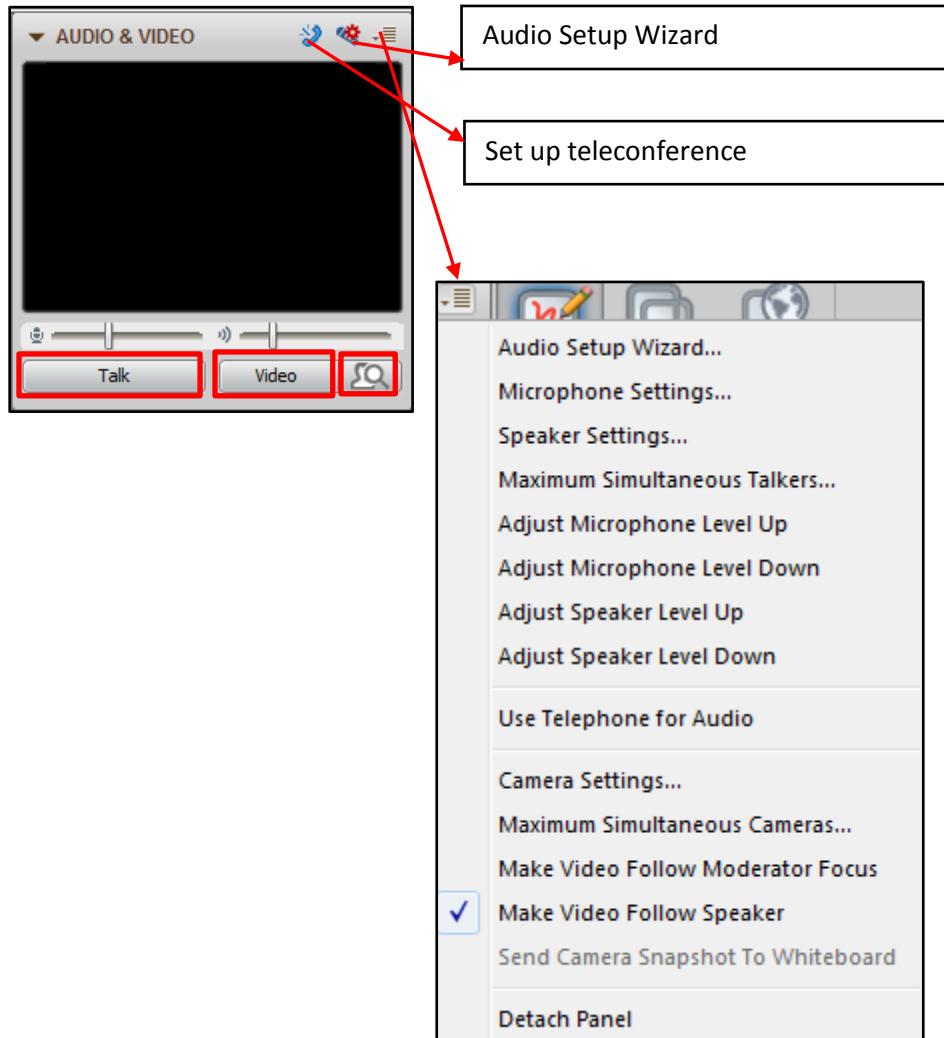 AUDIO & VIDEO
Audio Setup Wizard
Set up teleconference
Talk
Video
Audio Setup Wizard...
Microphone Settings...
Speaker Settings...
Maximum Simultaneous Talkers...
Adjust Microphone Level Up
Adjust Microphone Level Down
Adjust Speaker Level Up
Adjust Speaker Level Down
Use Telephone for Audio
Camera Settings...
Maximum Simultaneous Cameras...
Make Video Follow Moderator Focus
Make Video Follow Speaker
Send Camera Snapshot To Whiteboard
Detach Panel